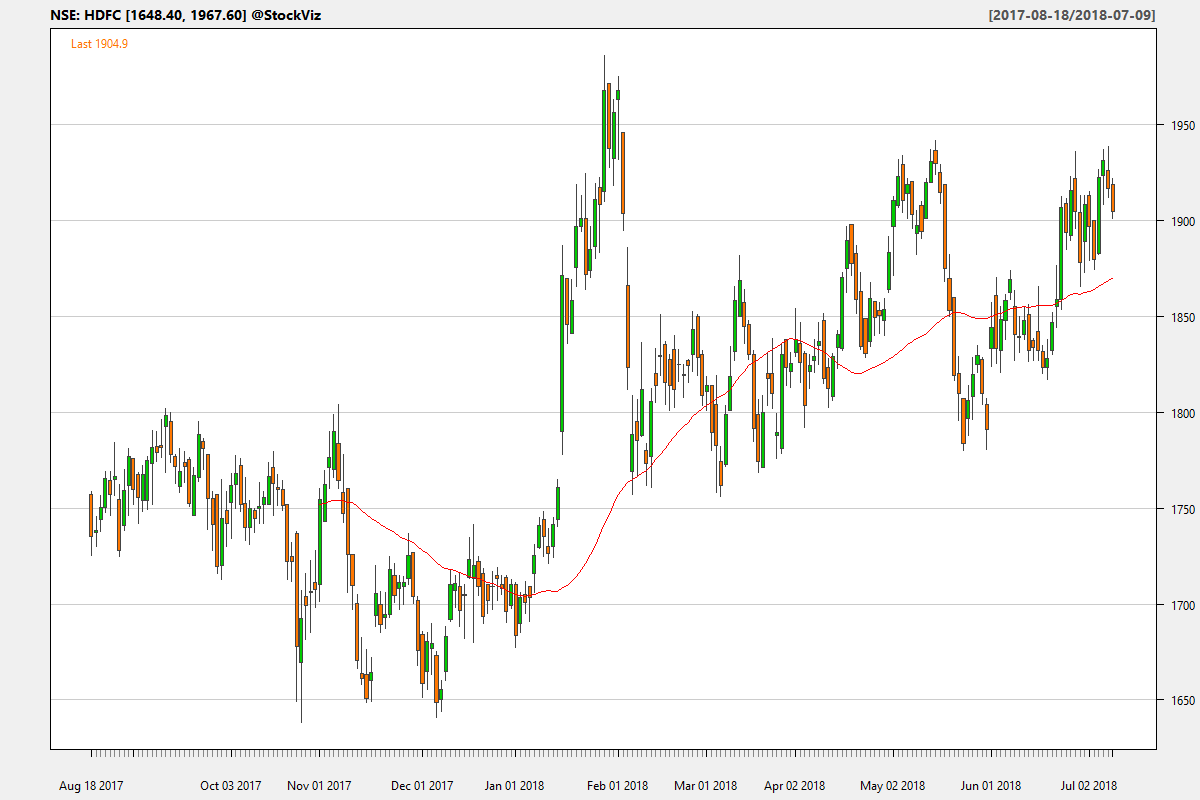 NSE: HDFC [1648.40, 1967.60] @StockViz
[2017-08-18/2018-07-09]
Last 1904.9
1950
1900
1850
1800
1750
1700
1650
Aug 18 2017 Oct 03 2017 Nov 01 2017 Dec 01 2017 Jan 01 2018 Feb 01 2018 Mar 01 2018 Apr 02 2018 May 02 2018 Jun 01 2018 Jul 02 2018